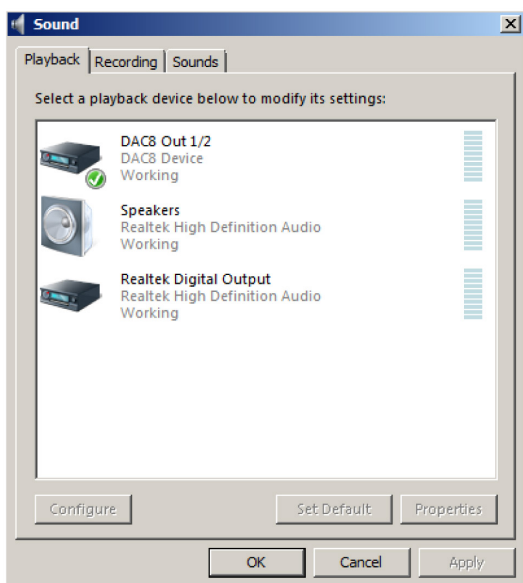 Sound
Playback Recording Sounds
Select a playback device below to modify its settings:
DAC8 Out 1/2
DAC8 Device
Working
Speakers
Realtek High Definition Audio
Working
Realtek Digital Output
Realtek High Definition Audio
Working
Configure Set Default Properties
OK Cancel Apply